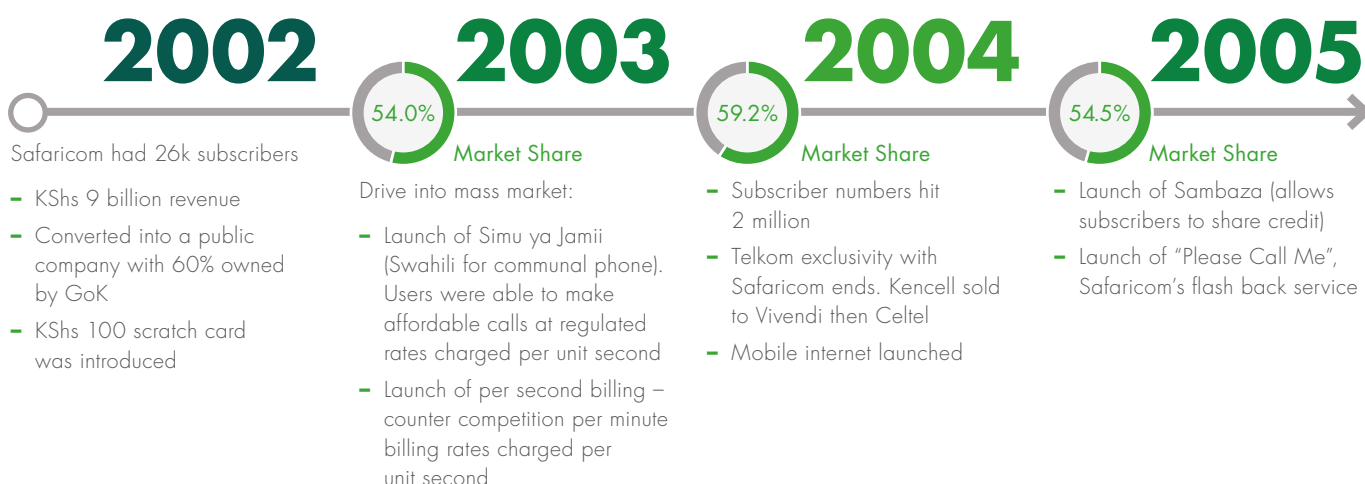 2002
Safaricom had 26k subscribers
– KShs 9 billion revenue
– Converted into a public
company with 60% owned
by GoK
– KShs 100 scratch card
was introduced
2003
54.0%
Market Share
Drive into mass market:
– Launch of Simu ya Jamii
(Swahili for communal phone).
Users were able to make
affordable calls at regulated
rates charged per unit second
– Launch of per second billing –
counter competition per minute
billing rates charged per
unit second
2004
59.2%
Market Share
– Subscriber numbers hit
2 million
– Telkom exclusivity with
Safaricom ends. Kencell sold
to Vivendi then Celtel
– Mobile internet launched
2005
54.5%
Market Share
– Launch of Sambaza (allows
subscribers to share credit)
– Launch of “Please Call Me”,
Safaricom’s flash back service